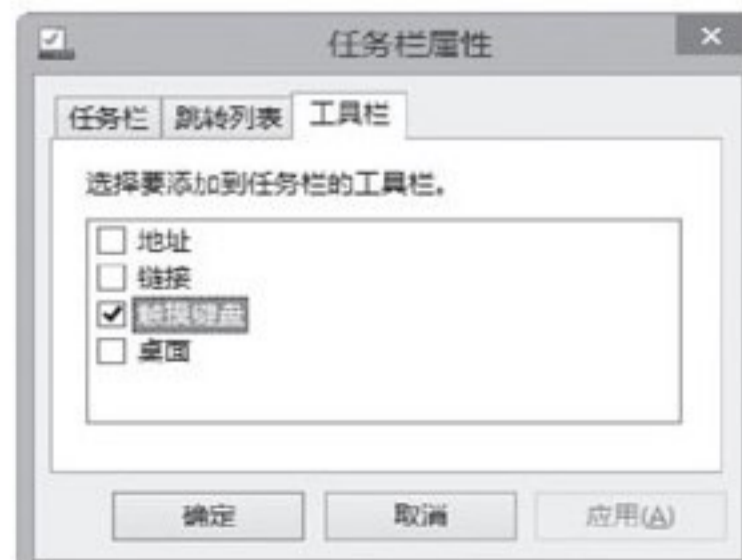 任务栏属性
任务栏 跳转列表 工具栏
选择要添加到任务栏的工具栏。
地址
链接
触摸键盘
桌面
确定 取消 应用(A)